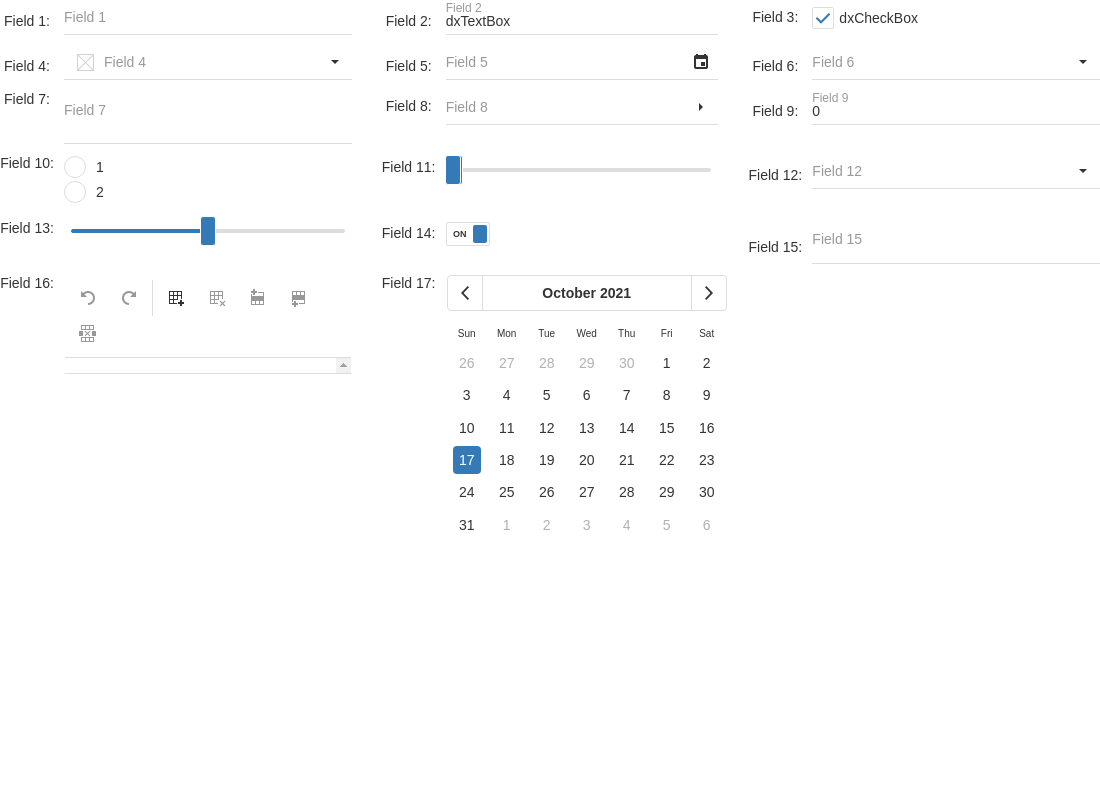 Field 1: Field 1
Field 2: Field 2
dxTextBox
Field 3: dxCheckBox
Field 4: Field 4
Field 5: Field 5
Field 6: Field 6
Field 7: Field 7
Field 8: Field 8
Field 9: Field 9
0
Field 10: 1
2
Field 11:
Field 12: Field 12
Field 13:
Field 14: ON
Field 15: Field 15
Field 16:
Field 17: October 2021
Sun Mon Tue Wed Thu Fri Sat
26 27 28 29 30 1 2
3 4 5 6 7 8 9
10 11 12 13 14 15 16
17 18 19 20 21 22 23
24 25 26 27 28 29 30
31 1 2 3 4 5 6